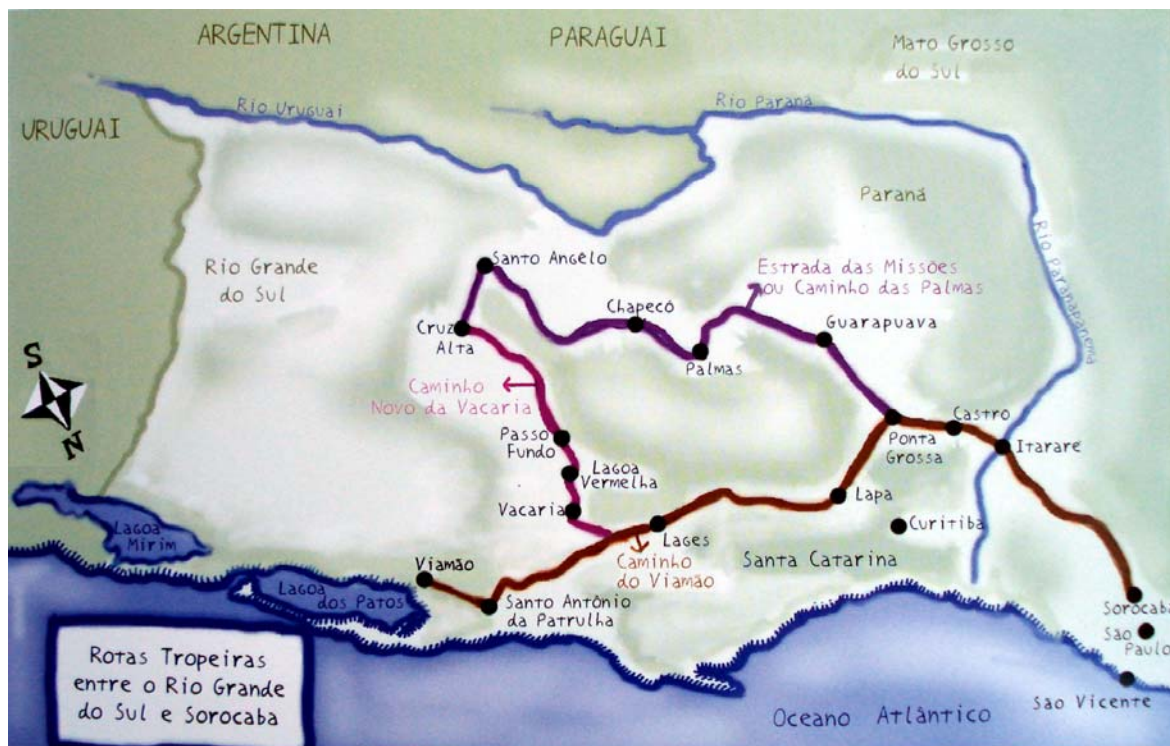 ARGENTINA
PARAGUAI
Mato Grosso
do Sul
URUGUAI
Rio Uruguai
Rio Paraná
Paraná
Rio Paranapanema
Rio Grande
do Sul
Santo Angêlo
Estrada das Missões
ou Caminho das Palmas
Chapecó
Guarapuava
Cruz
Alta
Palmas
S
N
Caminho
Novo da Vacaria
Passo
Fundo
Ponta
Grossa
Castro
Itarare
Lagoa
Vermelha
Vacaria
Lapa
Curitiba
Lages
Lagoa
Mirim
Viamão
Caminho
do Viamão
Santa Catarina
Lagoa
dos Patos
Santo Antônio
da Patrulha
Sorocaba
São
Paulo
São Vicente
Oceano Atlântico
Rotas Tropeiras
entre o Rio Grande
do Sul e Sorocaba